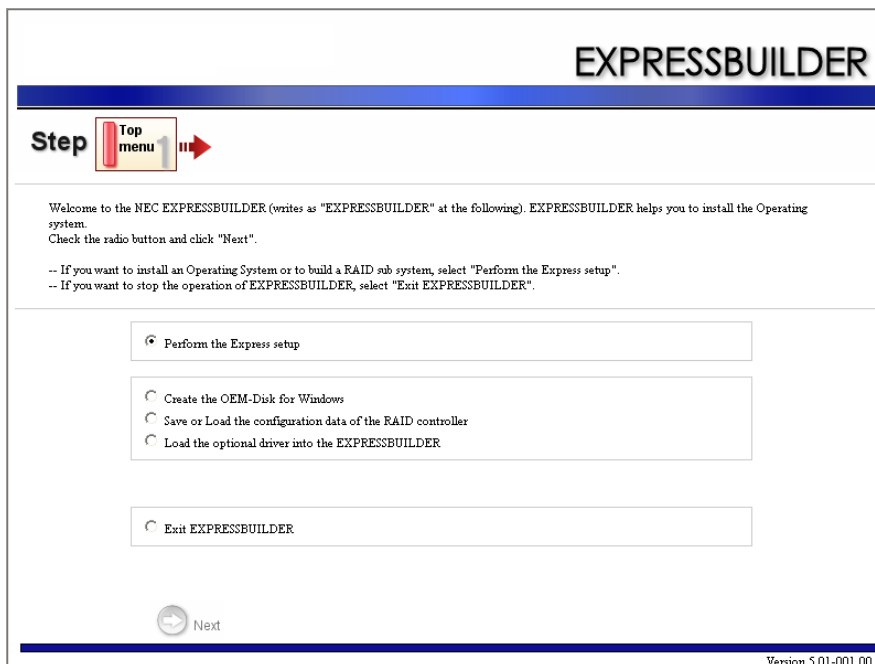 EXPRESSBUILDER
Step
Top
menu 1
Welcome to the NEC EXPRESSBUILDER (writes as "EXPRESSBUILDER" at the following). EXPRESSBUILDER helps you to install the Operating
system.
Check the radio button and click "Next".
-- If you want to install an Operating System or to build a RAID sub system, select "Perform the Express setup".
-- If you want to stop the operation of EXPRESSBUILDER, select "Exit EXPRESSBUILDER".
Perform the Express setup
Create the OEM-Disk for Windows
Save or Load the configuration data of the RAID controller
Load the optional driver into the EXPRESSBUILDER
Exit EXPRESSBUILDER
Next
Version 5.01-001.00